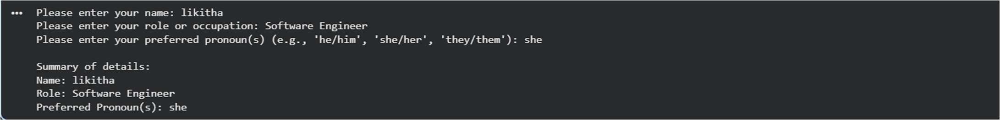 Please enter your name: likitha
Please enter your role or occupation: Software Engineer
Please enter your preferred pronoun(s) (e.g., 'he/him', 'she/her', 'they/them'): she
Summary of details:
Name: likitha
Role: Software Engineer
Preferred Pronoun(s): she